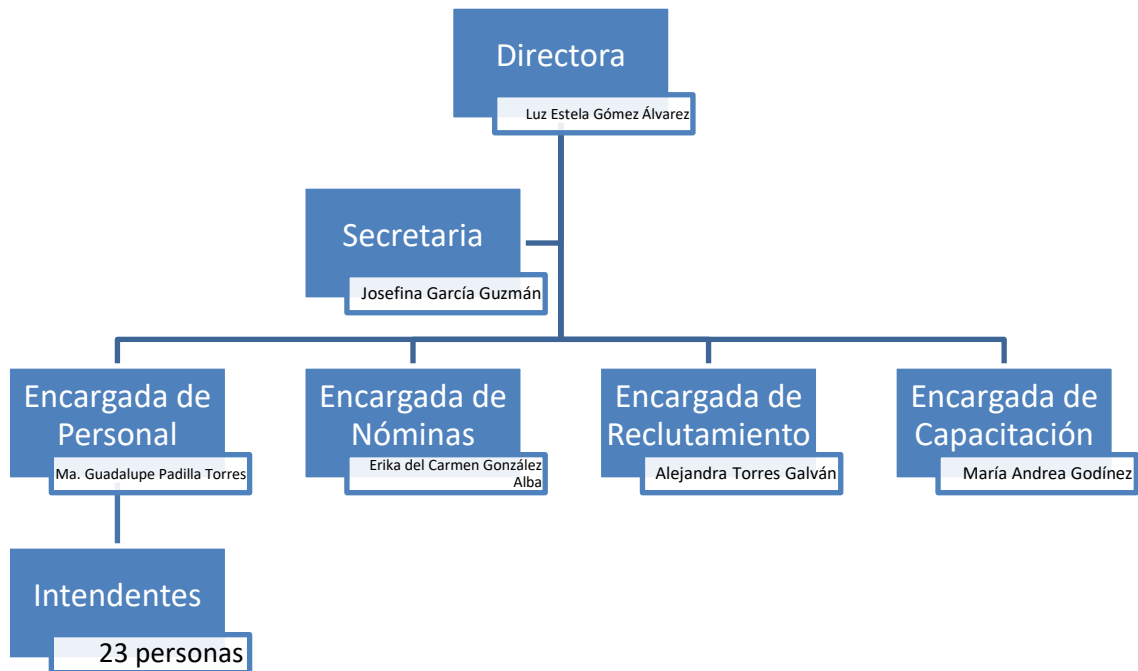 Directora
Luz Estela Gómez Álvarez
Secretaria
Josefina García Guzmán
Encargada de
Personal
Ma. Guadalupe Padilla Torres
Encargada de
Nóminas
Erika del Carmen González
Alba
Encargada de
Reclutamiento
Alejandra Torres Galván
Encargada de
Capacitación
María Andrea Godínez
Intendentes
23 personas